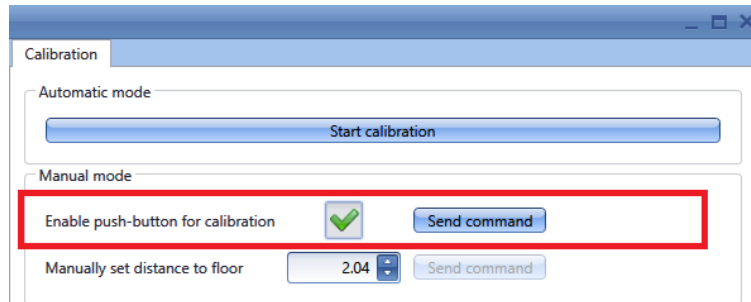 Calibration
Automatic mode
Start calibration
Manual mode
Enable push-button for calibration Send command
Manually set distance to floor 2.04 Send command